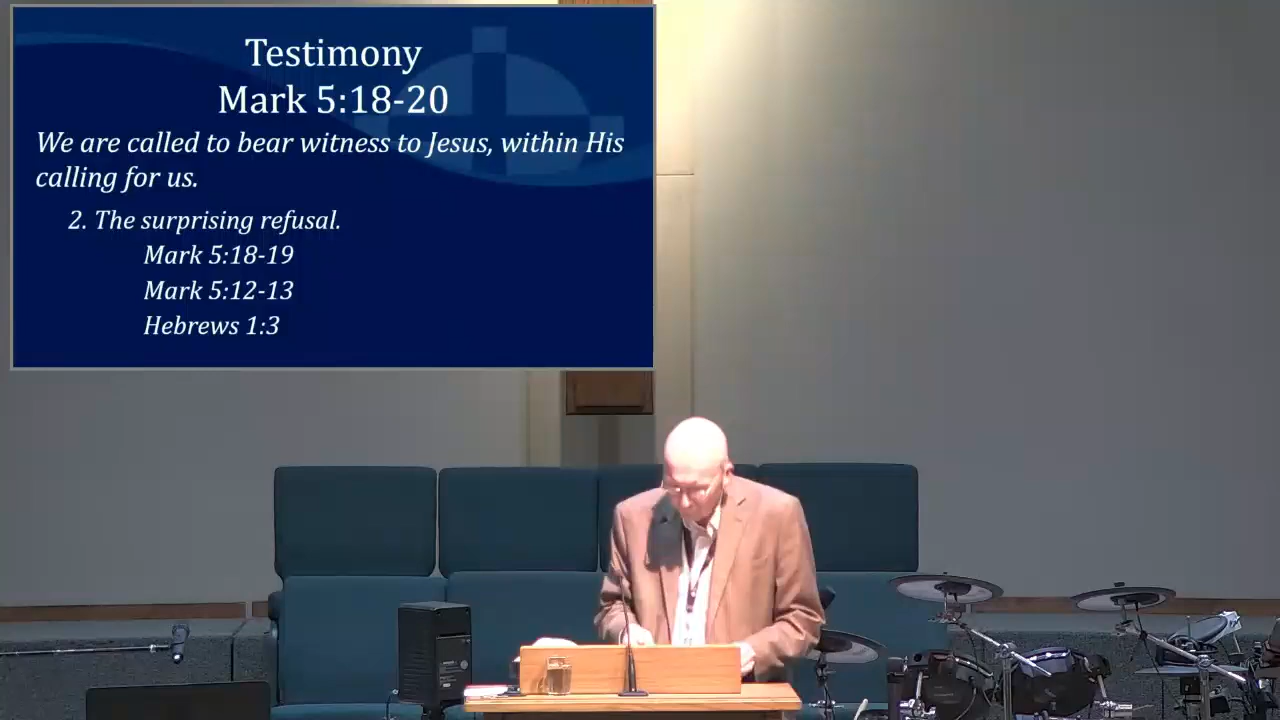 Testimony
Mark 5:18-20
We are called to bear witness to Jesus, within His
calling for us.
2. The surprising refusal.
Mark 5:18-19
Mark 5:12-13
Hebrews 1:3